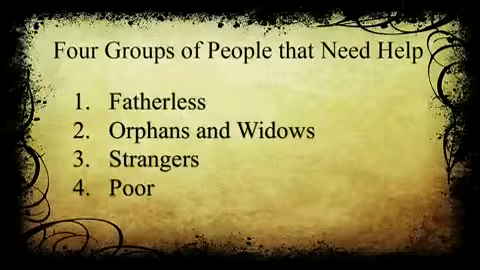 Four Groups of People that Need Help
1. Fatherless
2. Orphans and Widows
3. Strangers
4. Poor